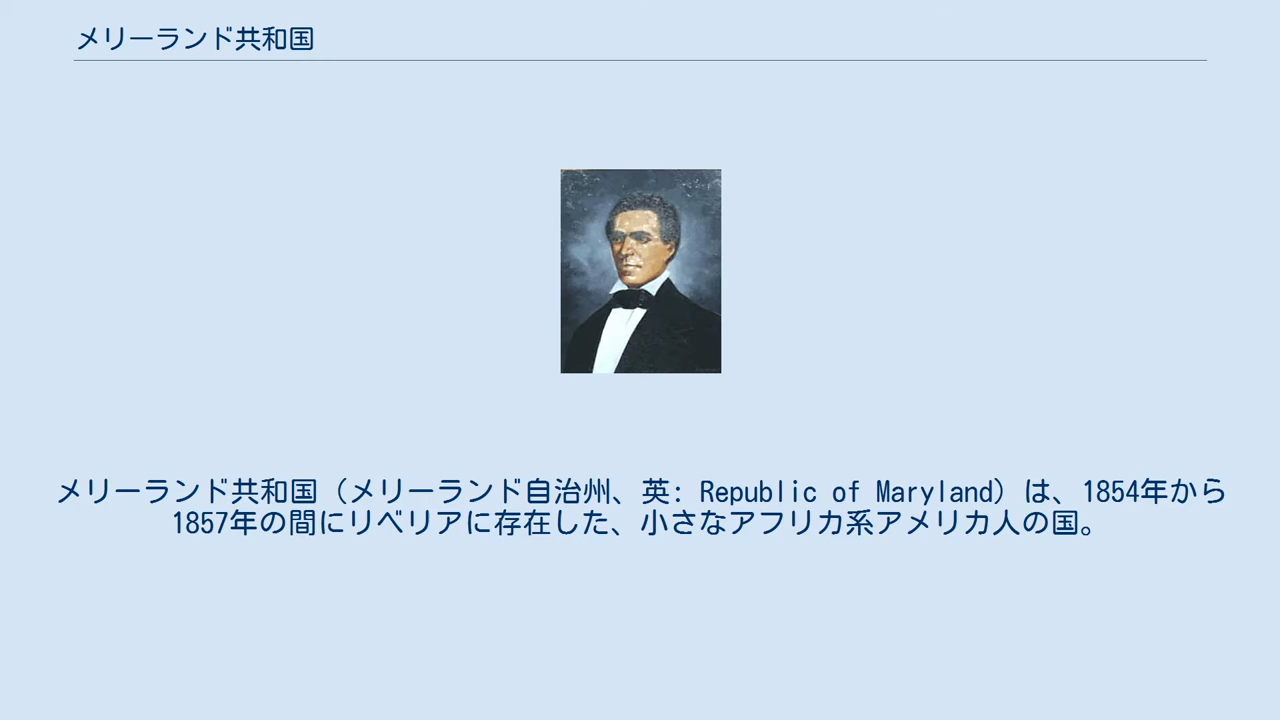 メリーランド共和国
メリーランド共和国（メリーランド自治州、英: Republic of Maryland）は、1854年から
1857年の間にリベリアに存在した、小さなアフリカ系アメリカ人の国。